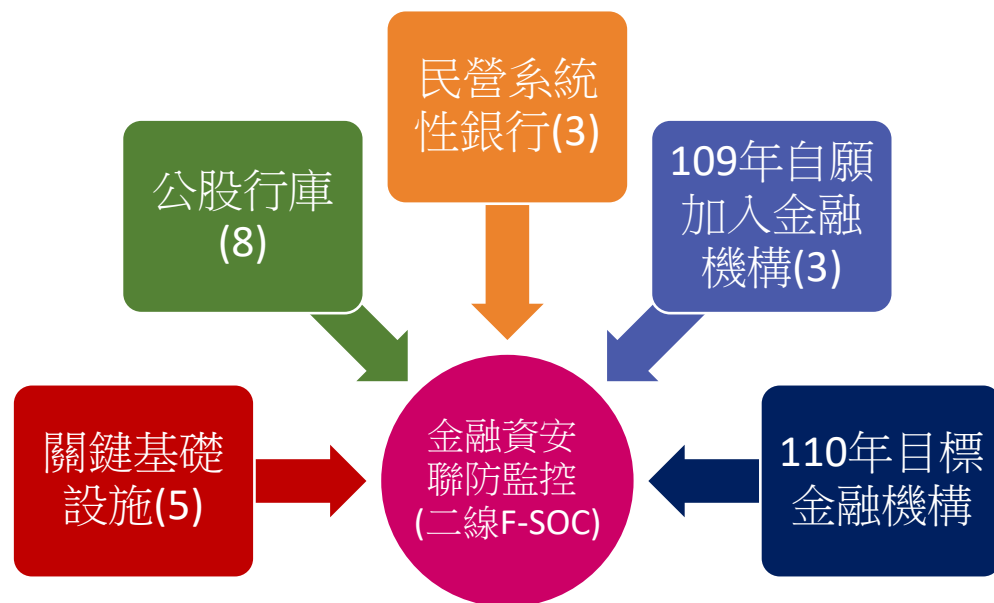 民營系統
性銀行(3)
公股行庫
(8)
109年自願
加入金融
機構(3)
關鍵基礎
設施(5)
金融資安
聯防監控
(二線F-SOC)
110年目標
金融機構